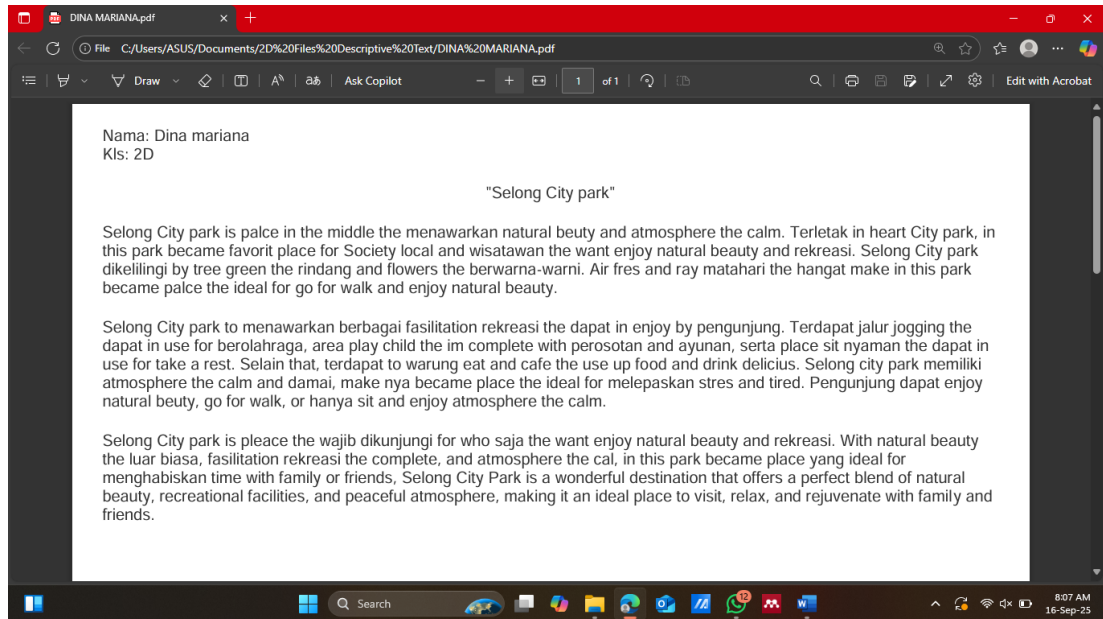 DINA MARIANA.pdf
File C:/Users/ASUS/Documents/2D%20Files%20Descriptive%20Text/DINA%20MARIANA.pdf
Draw
Ask Copilot
1 of 1
Edit with Acrobat
Nama: Dina mariana
Kls: 2D
"Selong City park"
Selong City park is palce in the middle the menawarkan natural beuty and atmosphere the calm. Terletak in heart City park, in
this park became favorit place for Society local and wisatawan the want enjoy natural beauty and rekreasi. Selong City park
dikelilingi by tree green the rindang and flowers the berwarna-warni. Air fres and ray matahari the hangat make in this park
became palce the ideal for go for walk and enjoy natural beauty.
Selong City park to menawarkan berbagai fasilitation rekreasi the dapat in enjoy by pengunjung. Terdapat jalur jogging the
dapat in use for berolahraga, area play child the im complete with perosotan and ayunan, serta place sit nyaman the dapat in
use for take a rest. Selain that, terdapat to warung eat and cafe the use up food and drink delicius. Selong city park memiliki
atmosphere the calm and damai, make nya became place the ideal for melepaskan stres and tired. Pengunjung dapat enjoy
natural beuty, go for walk, or hanya sit and enjoy atmosphere the calm.
Selong City park is pleace the wajib dikunjungi for who saja the want enjoy natural beauty and rekreasi. With natural beauty
the luar biasa, fasilitation rekreasi the complete, and atmosphere the cal, in this park became place yang ideal for
menghabiskan time with family or friends, Selong City Park is a wonderful destination that offers a perfect blend of natural
beauty, recreational facilities, and peaceful atmosphere, making it an ideal place to visit, relax, and rejuvenate with family and
friends.
Search
12
8:07 AM
16-Sep-25